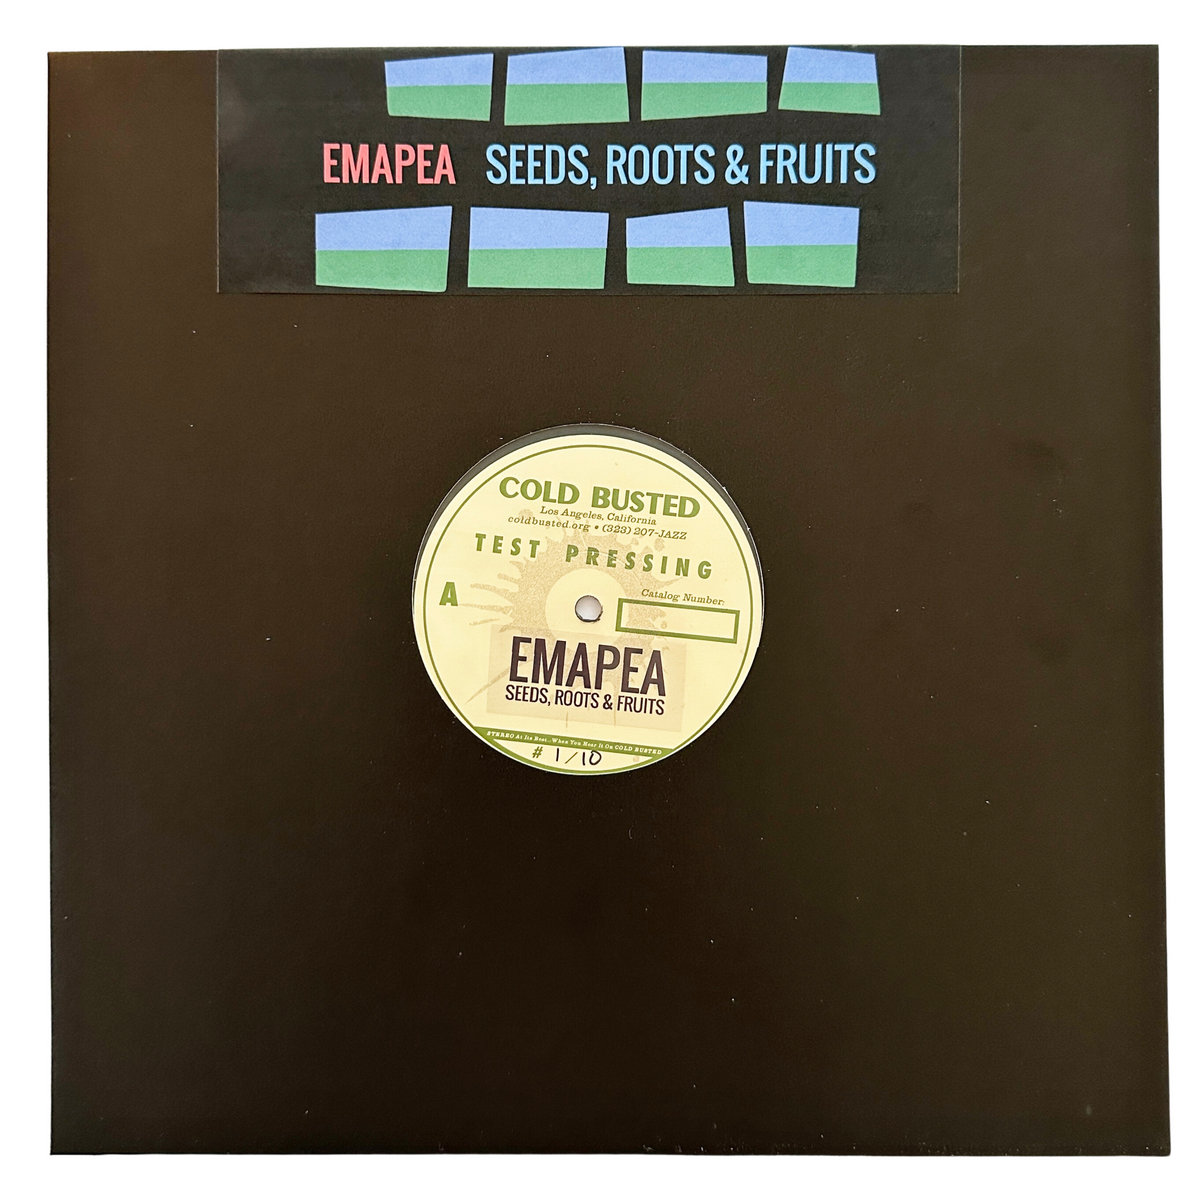 EMAPEA SEEDS, ROOTS & FRUITS
COLD BUSTED
Los Angeles, California
coldbusted.org • (323) 207-JAZZ
TEST PRESSING
A
Catalog Number:
EMAPEA
SEEDS, ROOTS & FRUITS
STEREO At Its Best...When You Hear It On COLD BUSTED
# 1/10